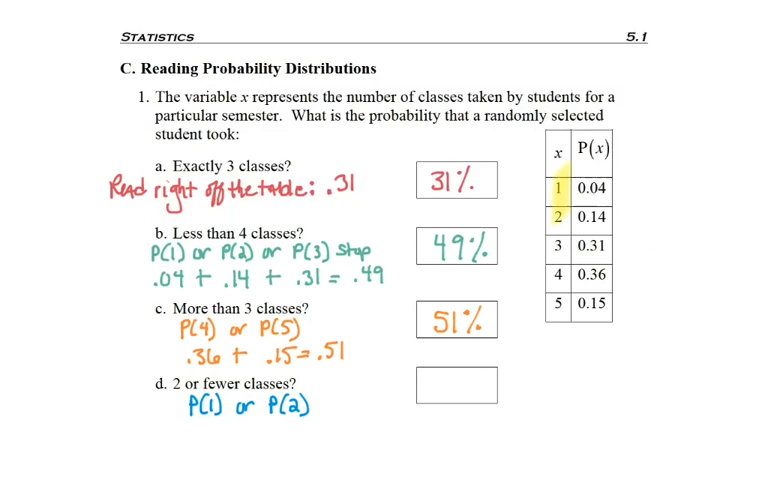 STATISTICS 5.1
C. Reading Probability Distributions
1. The variable x represents the number of classes taken by students for a
particular semester. What is the probability that a randomly selected
student took:
a. Exactly 3 classes?
Read right off the table: .31
31%
b. Less than 4 classes?
P(1) or P(2) or P(3) stop
.04 + .14 + .31 = .49
49%
c. More than 3 classes?
P(4) or P(5)
.36 + .15 = .51
51%
d. 2 or fewer classes?
P(1) or P(2)
x P(x)
1 0.04
2 0.14
3 0.31
4 0.36
5 0.15